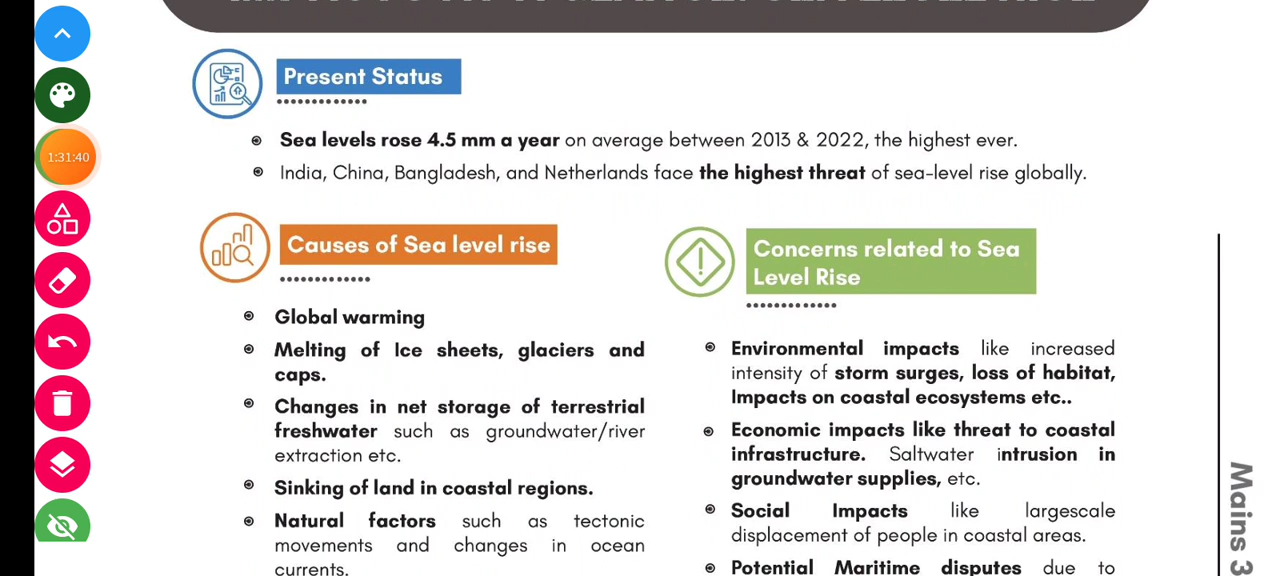 Present Status
Sea levels rose 4.5 mm a year on average between 2013 & 2022, the highest ever.
India, China, Bangladesh, and Netherlands face the highest threat of sea-level rise globally.
1:31:40
Causes of Sea level rise
Global warming
Melting of Ice sheets, glaciers and
caps.
Changes in net storage of terrestrial
freshwater such as groundwater/river
extraction etc.
Sinking of land in coastal regions.
Natural factors such as tectonic
movements and changes in ocean
currents.
Concerns related to Sea
Level Rise
Environmental impacts like increased
intensity of storm surges, loss of habitat,
Impacts on coastal ecosystems etc..
Economic impacts like threat to coastal
infrastructure. Saltwater intrusion in
groundwater supplies, etc.
Social Impacts like largescale
displacement of people in coastal areas.
Potential Maritime disputes due to
Mains 3